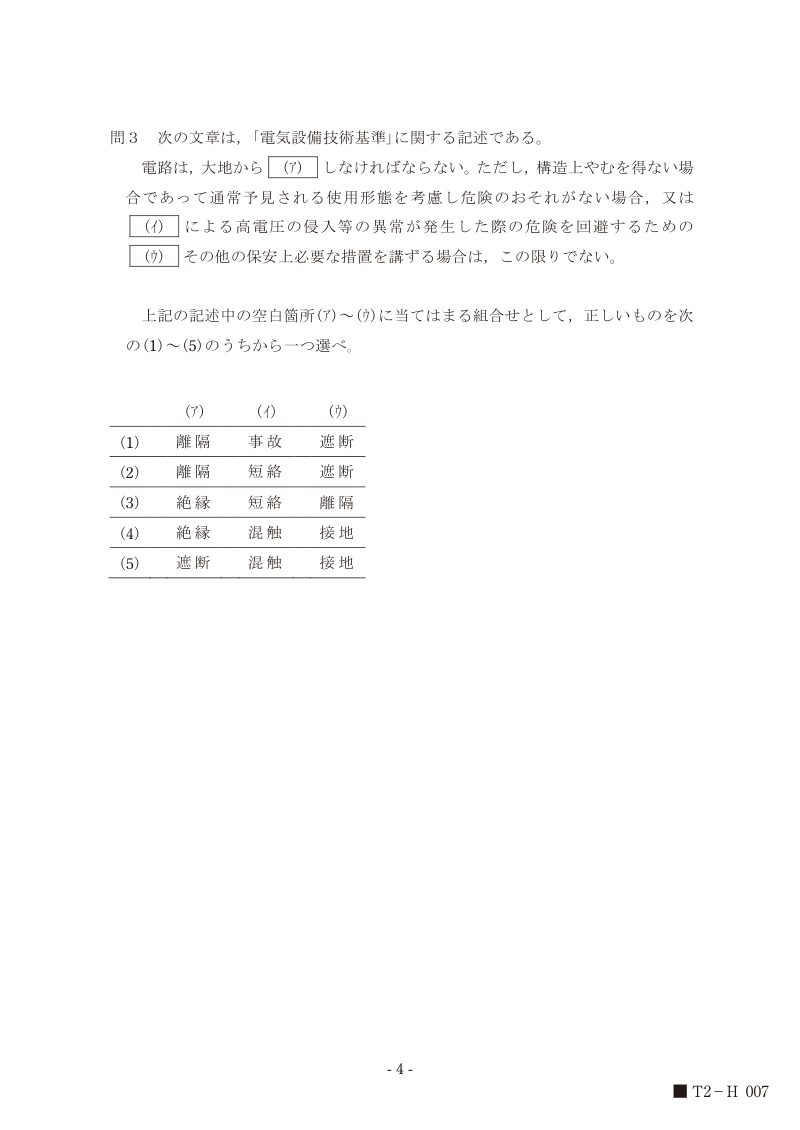 問３　次の文章は，「電気設備技術基準」に関する記述である。
電路は，大地から (ｱ) しなければならない。ただし，構造上やむを得ない場
合であって通常予見される使用形態を考慮し危険のおそれがない場合，又は
(ｲ) による高電圧の侵入等の異常が発生した際の危険を回避するための
(ｳ) その他の保安上必要な措置を講ずる場合は，この限りでない。
上記の記述中の空白箇所(ｱ)～(ｳ)に当てはまる組合せとして，正しいものを次
の(1)～(5)のうちから一つ選べ。
(ｱ) (ｲ) (ｳ)
(1) 離隔 事故 遮断
(2) 離隔 短絡 遮断
(3) 絶縁 短絡 離隔
(4) 絶縁 混触 接地
(5) 遮断 混触 接地
- 4 -
■ T2－H 007